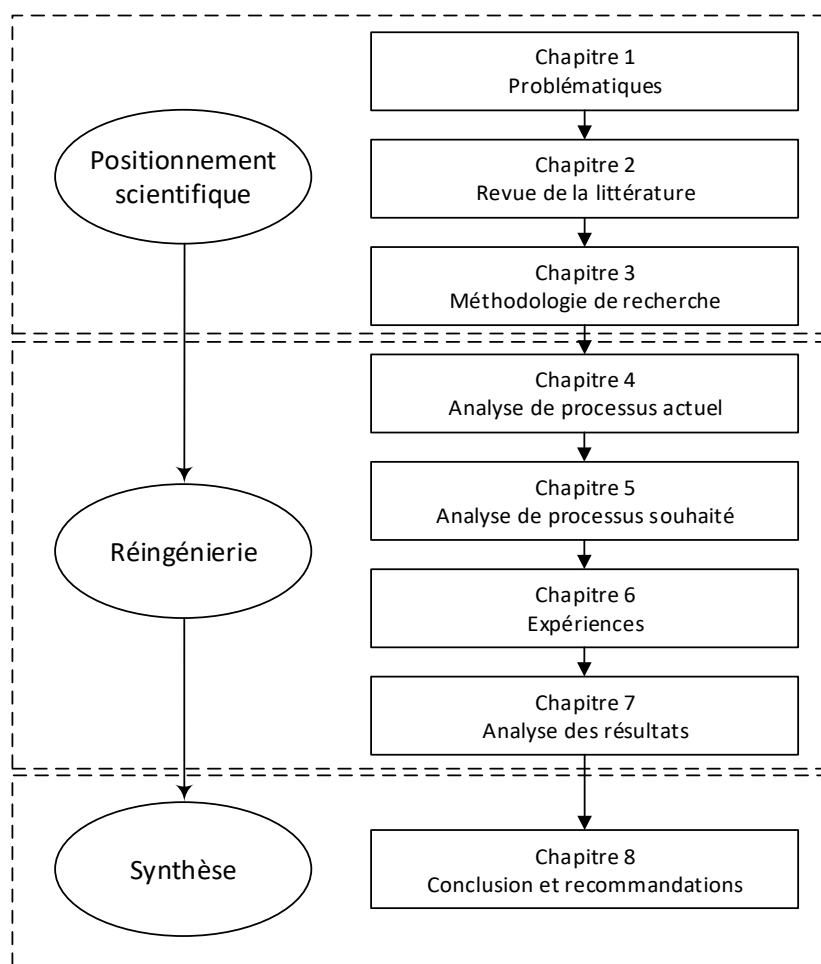 Positionnement
scientifique
Chapitre 1
Problématiques
Chapitre 2
Revue de la littérature
Chapitre 3
Méthodologie de recherche
Réingénierie
Chapitre 4
Analyse de processus actuel
Chapitre 5
Analyse de processus souhaité
Chapitre 6
Expériences
Chapitre 7
Analyse des résultats
Synthèse
Chapitre 8
Conclusion et recommandations